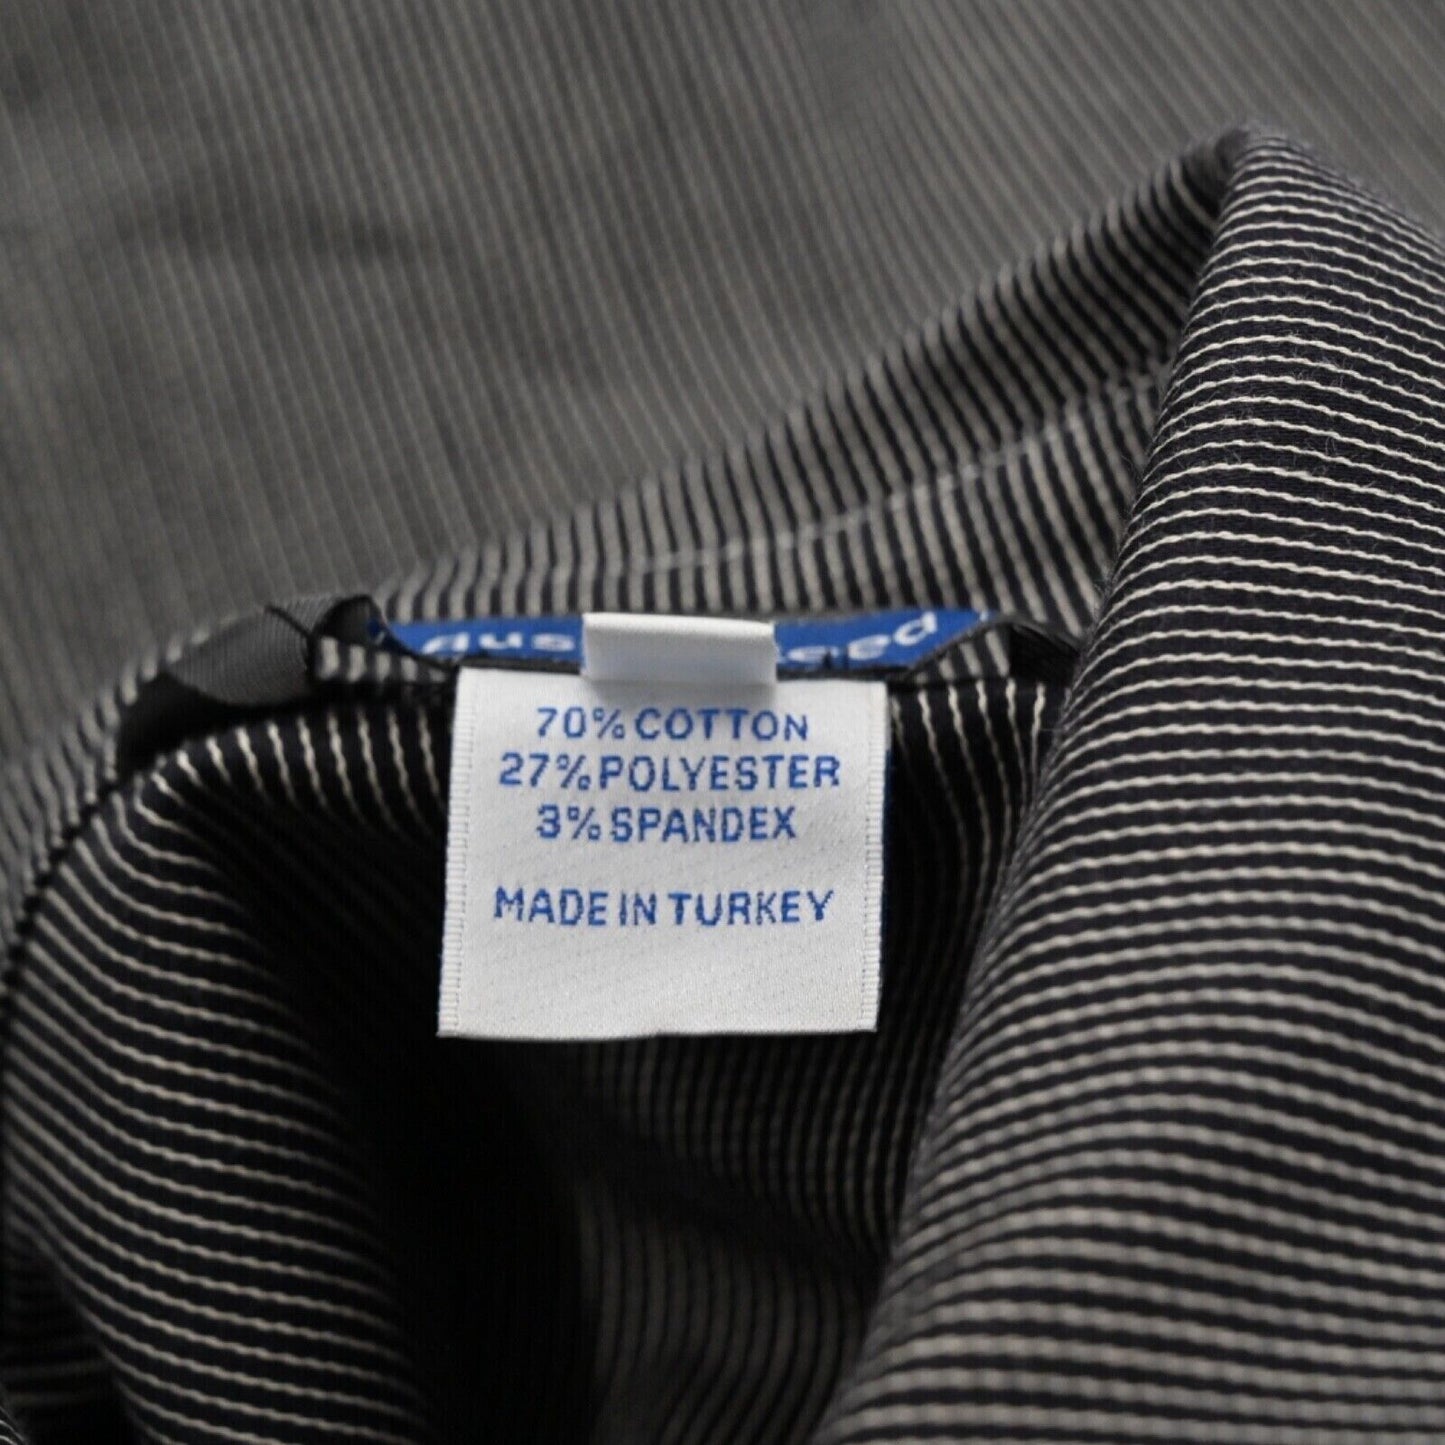 70% COTTON
27% POLYESTER
3% SPANDEX
MADE IN TURKEY